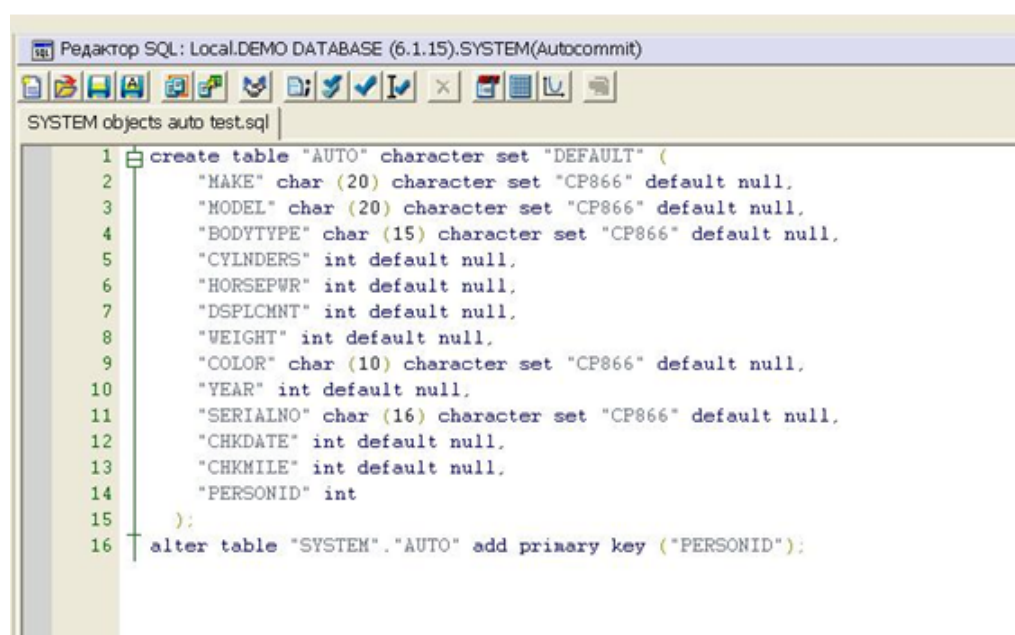 Редактор SQL: Local.DEMO DATABASE (6.1.15).SYSTEM(Autocommit)
SYSTEM objects auto test.sql
1 create table "AUTO" character set "DEFAULT" (
2 "MAKE" char (20) character set "CP866" default null,
3 "MODEL" char (20) character set "CP866" default null,
4 "BODYTYPE" char (15) character set "CP866" default null,
5 "CYLNDERS" int default null,
6 "HORSEPWR" int default null,
7 "DSPLCMNT" int default null,
8 "WEIGHT" int default null,
9 "COLOR" char (10) character set "CP866" default null,
10 "YEAR" int default null,
11 "SERIALNO" char (16) character set "CP866" default null,
12 "CHKDATE" int default null,
13 "CHKMILE" int default null,
14 "PERSONID" int
15 );
16 alter table "SYSTEM"."AUTO" add primary key ("PERSONID");